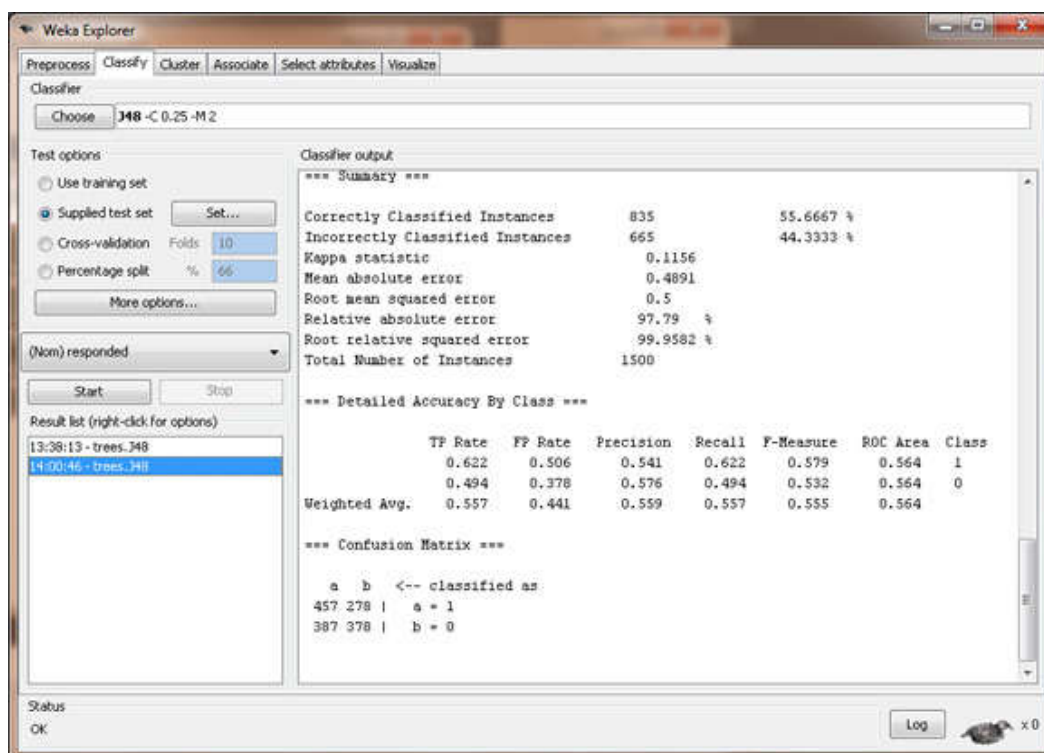 Weka Explorer
Preprocess Classify Cluster Associate Select attributes Visualize
Classifier
Choose J48 -C 0.25 -M 2
Test options
Use training set
Supplied test set Set...
Cross-validation Folds 10
Percentage split % 66
More options...
(Nom) responded
Start Stop
Result list (right-click for options)
13:38:13 - trees.J48
14:00:46 - trees.J48
Classifier output
=== Summary ===
Correctly Classified Instances 835 55.6667 %
Incorrectly Classified Instances 665 44.3333 %
Kappa statistic 0.1156
Mean absolute error 0.4891
Root mean squared error 0.5
Relative absolute error 97.79 %
Root relative squared error 99.9582 %
Total Number of Instances 1500
=== Detailed Accuracy By Class ===
TP Rate FP Rate Precision Recall F-Measure ROC Area Class
0.622 0.506 0.541 0.622 0.579 0.564 1
0.494 0.378 0.576 0.494 0.532 0.564 0
Weighted Avg. 0.557 0.441 0.559 0.557 0.555 0.564
=== Confusion Matrix ===
a b <-- classified as
457 278 | a = 1
387 378 | b = 0
Status
OK
Log x 0